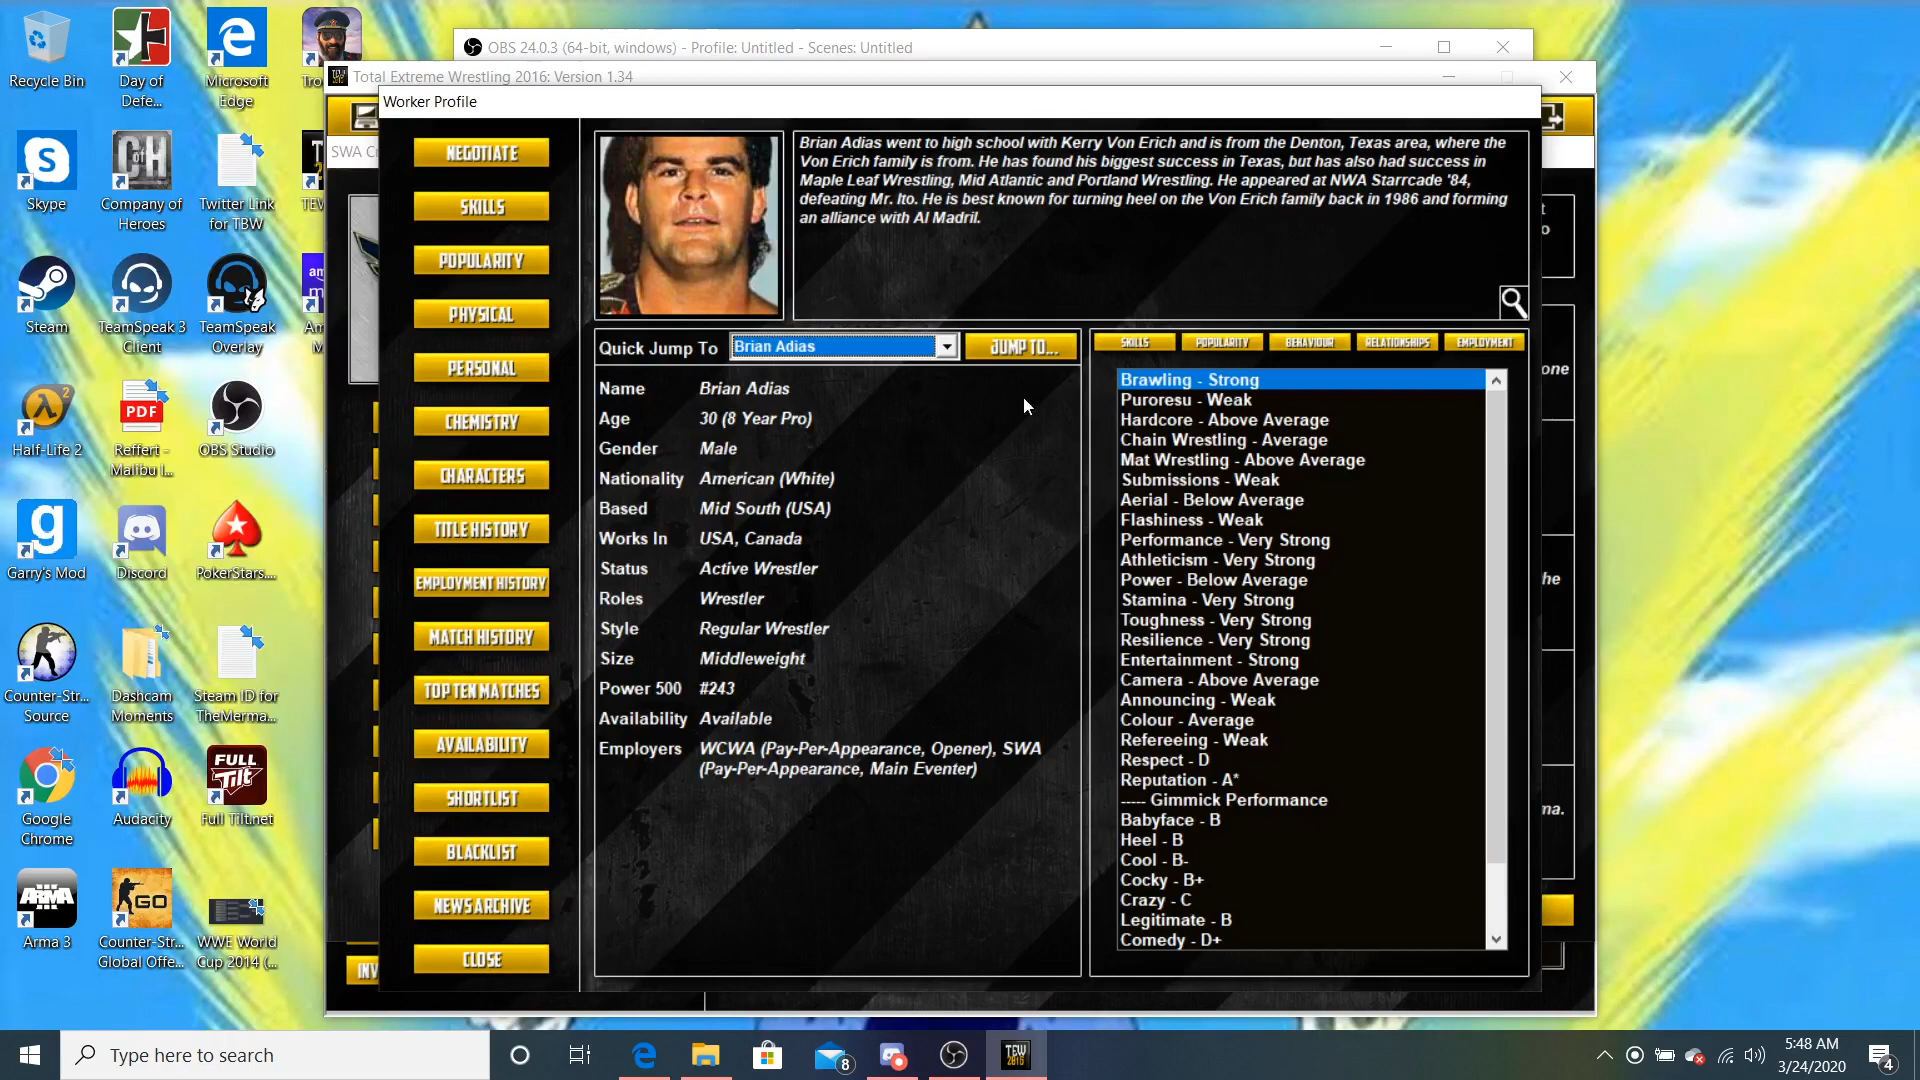 Recycle Bin
Day of
Defe...
Microsoft
Edge
Tro
Skype
Company of
Heroes
Twitter Link
for TBW
Steam
TeamSpeak 3
Client
TeamSpeak
Overlay
Half-Life 2
PDF
Reffert -
Malibu I...
OBS Studio
Garry's Mod
Discord
PokerStars....
Counter-Str...
Source
Dashcam
Moments
Steam ID for
TheMerma...
Google
Chrome
Audacity
FULL
TILT
Full Tilt.net
Arma 3
Counter-Str...
Global Offe...
WWE World
Cup 2014 (...
OBS 24.0.3 (64-bit, windows) - Profile: Untitled - Scenes: Untitled
Total Extreme Wrestling 2016: Version 1.34
Worker Profile
NEGOTIATE
SKILLS
POPULARITY
PHYSICAL
PERSONAL
CHEMISTRY
CHARACTERS
TITLE HISTORY
EMPLOYMENT HISTORY
MATCH HISTORY
TOP TEN MATCHES
AVAILABILITY
SHORTLIST
BLACKLIST
NEWS ARCHIVE
CLOSE
Brian Adias went to high school with Kerry Von Erich and is from the Denton, Texas area, where the
Von Erich family is from. He has found his biggest success in Texas, but has also had success in
Maple Leaf Wrestling, Mid Atlantic and Portland Wrestling. He appeared at NWA Starrcade '84,
defeating Mr. Ito. He is best known for turning heel on the Von Erich family back in 1986 and forming
an alliance with Al Madril.
Quick Jump To Brian Adias JUMP TO...
Name Brian Adias
Age 30 (8 Year Pro)
Gender Male
Nationality American (White)
Based Mid South (USA)
Works In USA, Canada
Status Active Wrestler
Roles Wrestler
Style Regular Wrestler
Size Middleweight
Power 500 #243
Availability Available
Employers WCWA (Pay-Per-Appearance, Opener), SWA
(Pay-Per-Appearance, Main Eventer)
SKILLS POPULARITY BEHAVIOUR RELATIONSHIPS EMPLOYMENT
Brawling - Strong
Puroresu - Weak
Hardcore - Above Average
Chain Wrestling - Average
Mat Wrestling - Above Average
Submissions - Weak
Aerial - Below Average
Flashiness - Weak
Performance - Very Strong
Athleticism - Very Strong
Power - Below Average
Stamina - Very Strong
Toughness - Very Strong
Resilience - Very Strong
Entertainment - Strong
Camera - Above Average
Announcing - Weak
Colour - Average
Refereeing - Weak
Respect - D
Reputation - A*
----- Gimmick Performance
Babyface - B
Heel - B
Cool - B-
Cocky - B+
Crazy - C
Legitimate - B
Comedy - D+
one
he
ma.
INV
Type here to search
8
TEW
2016
5:48 AM
3/24/2020
4